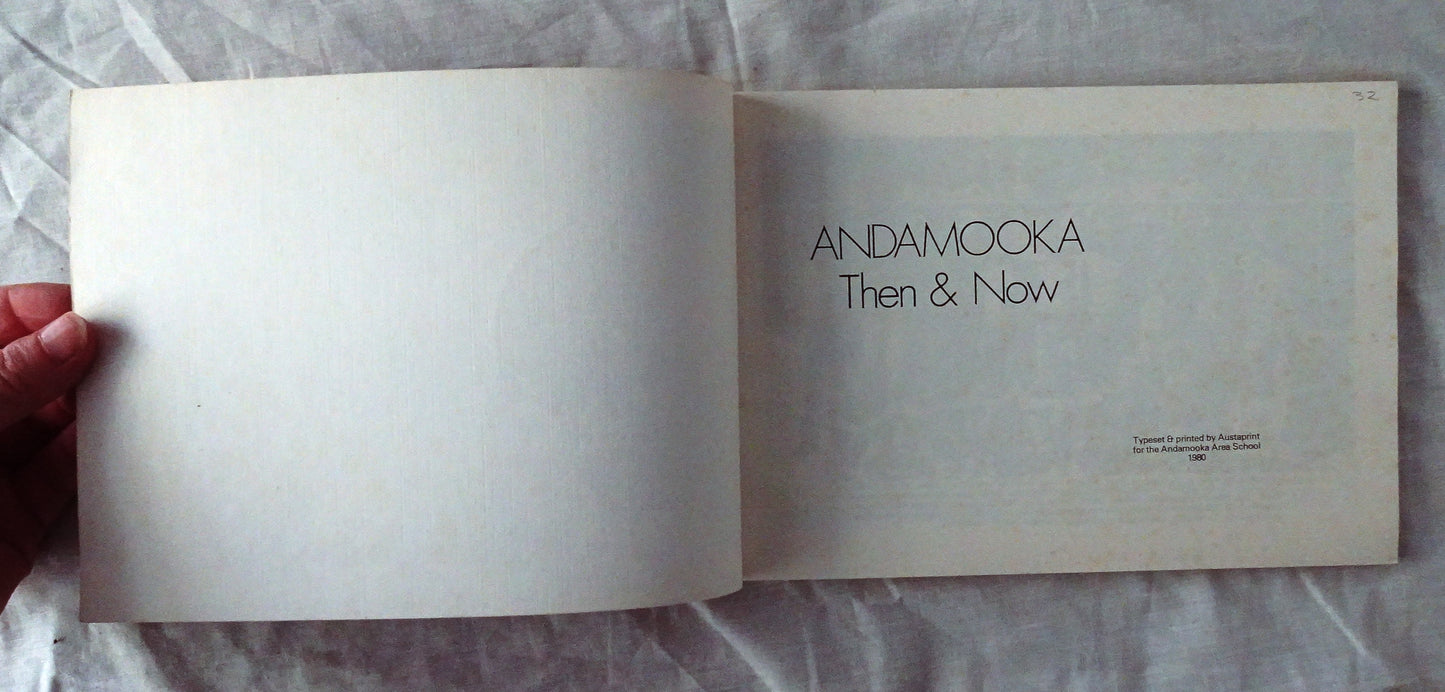 32
ANDAMOOKA
Then & Now
Typeset & printed by Austaprint
for the Andamooka Area School
1980